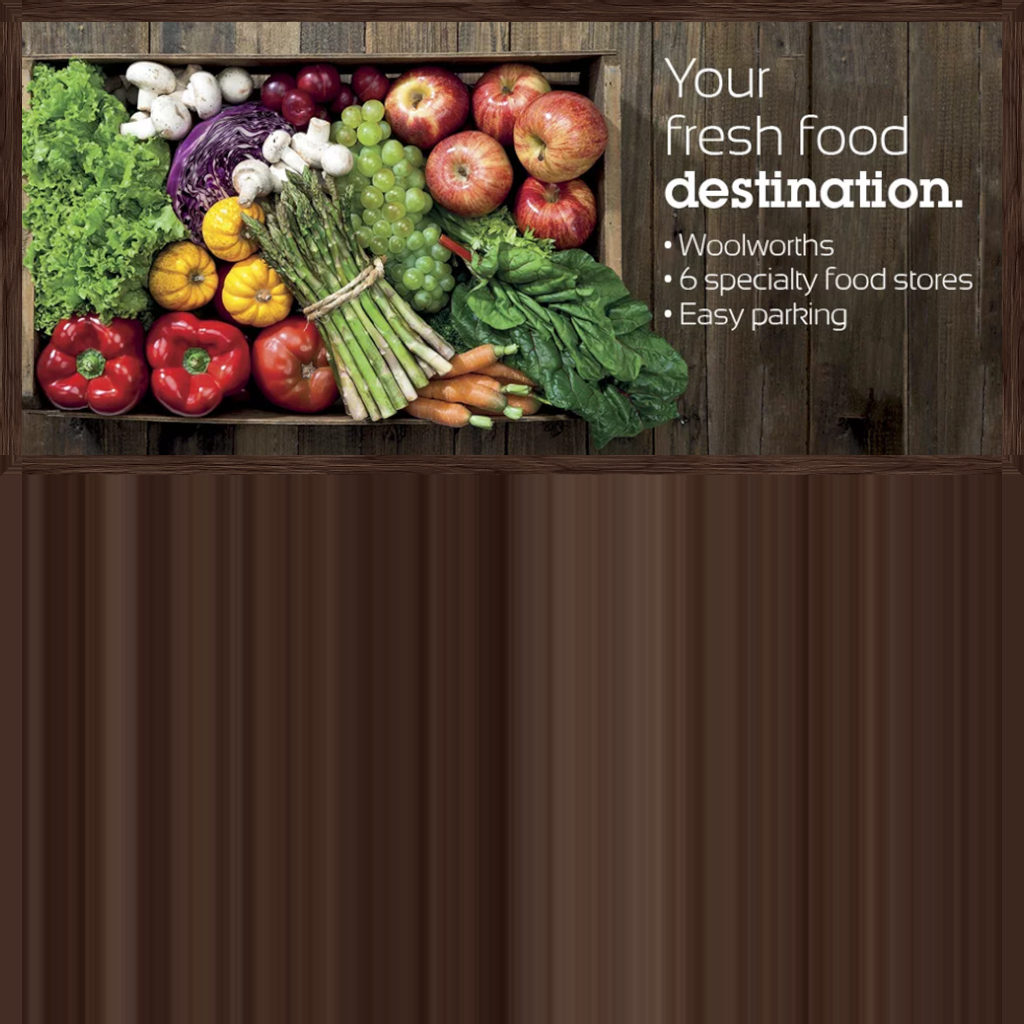 Your
fresh food
destination.
• Woolworths
• 6 specialty food stores
• Easy parking